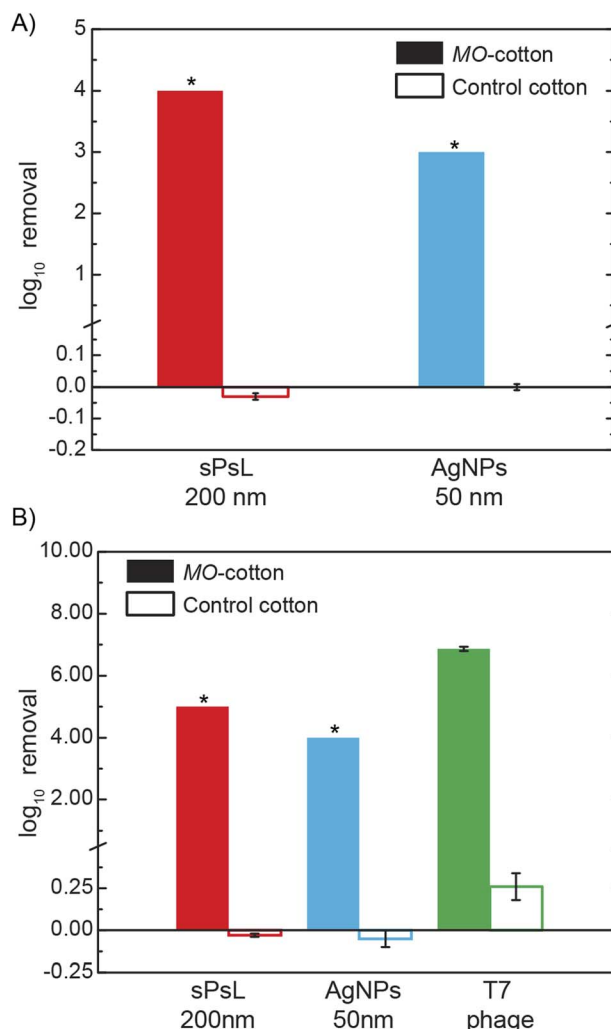 A)
5
4
3
2
1
0.1
0.0
-0.1
-0.2
log10 removal
MO-cotton
Control cotton
*
*
sPsL
200 nm
AgNPs
50 nm
B)
10.00
8.00
6.00
4.00
2.00
0.25
0.00
-0.25
log10 removal
MO-cotton
Control cotton
*
*
sPsL
200nm
AgNPs
50nm
T7
phage